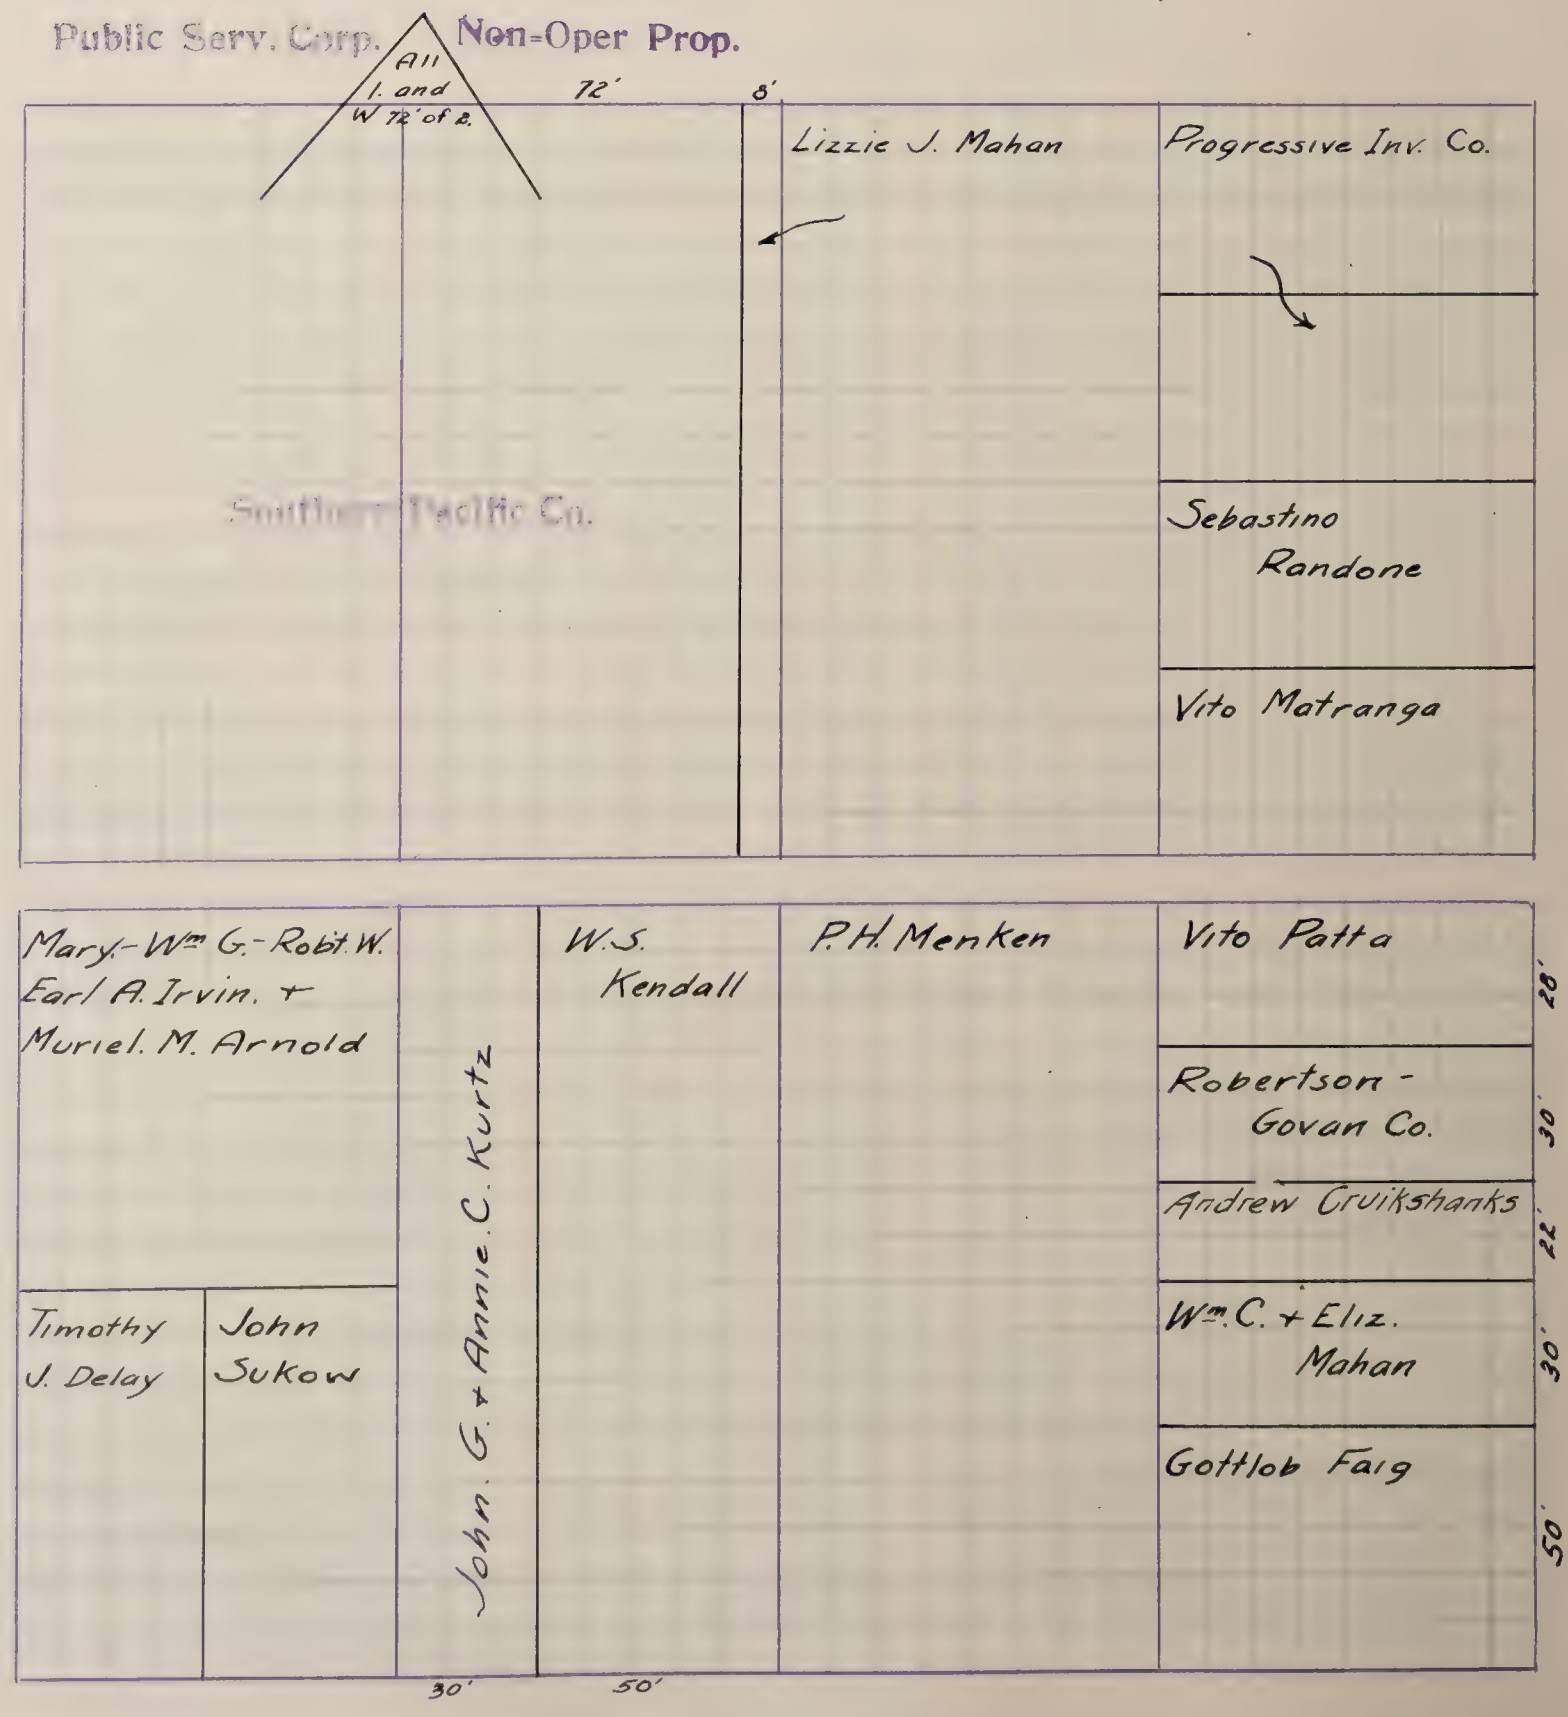 Public Serv. Corp. Non=Oper Prop.
All
1. and
W 72' of 2.
72'
8'
Lizzie J. Mahan
Progressive Inv. Co.
Southern Pacific Co.
Sebastino
Randone
Vito Matranga
Mary.- Wm G.- Robt. W.
Earl A. Irvin. +
Muriel. M. Arnold
John. G. + Annie. C. Kurtz
W. S.
Kendall
P. H. Menken
Vito Patta
28'
Robertson -
Govan Co.
30'
Andrew Cruikshanks
22'
Wm. C. + Eliz.
Mahan
30'
Gottlob Faig
50'
Timothy
J. Delay
John
Sukow
30'
50'